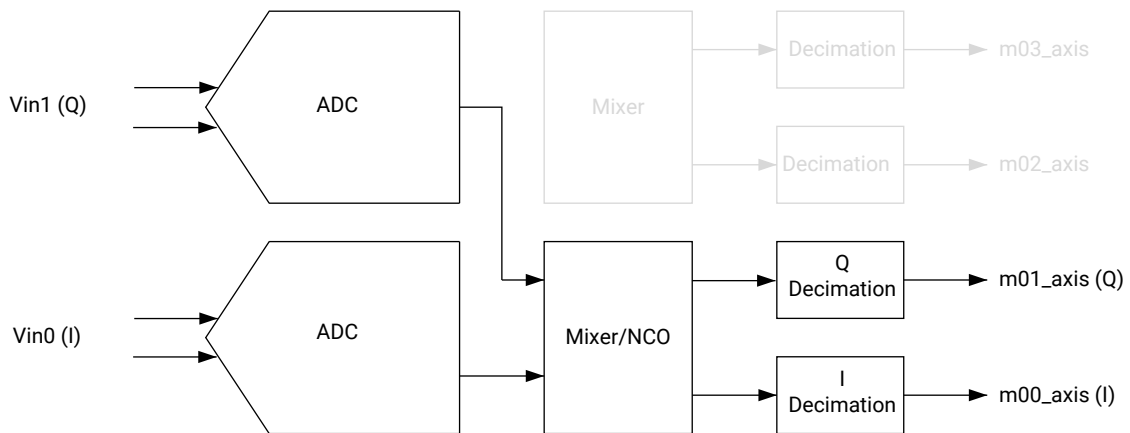 Vin1 (Q)
ADC
Mixer
Decimation
m03_axis
Decimation
m02_axis
Vin0 (I)
ADC
Mixer/NCO
Q
Decimation
m01_axis (Q)
I
Decimation
m00_axis (I)